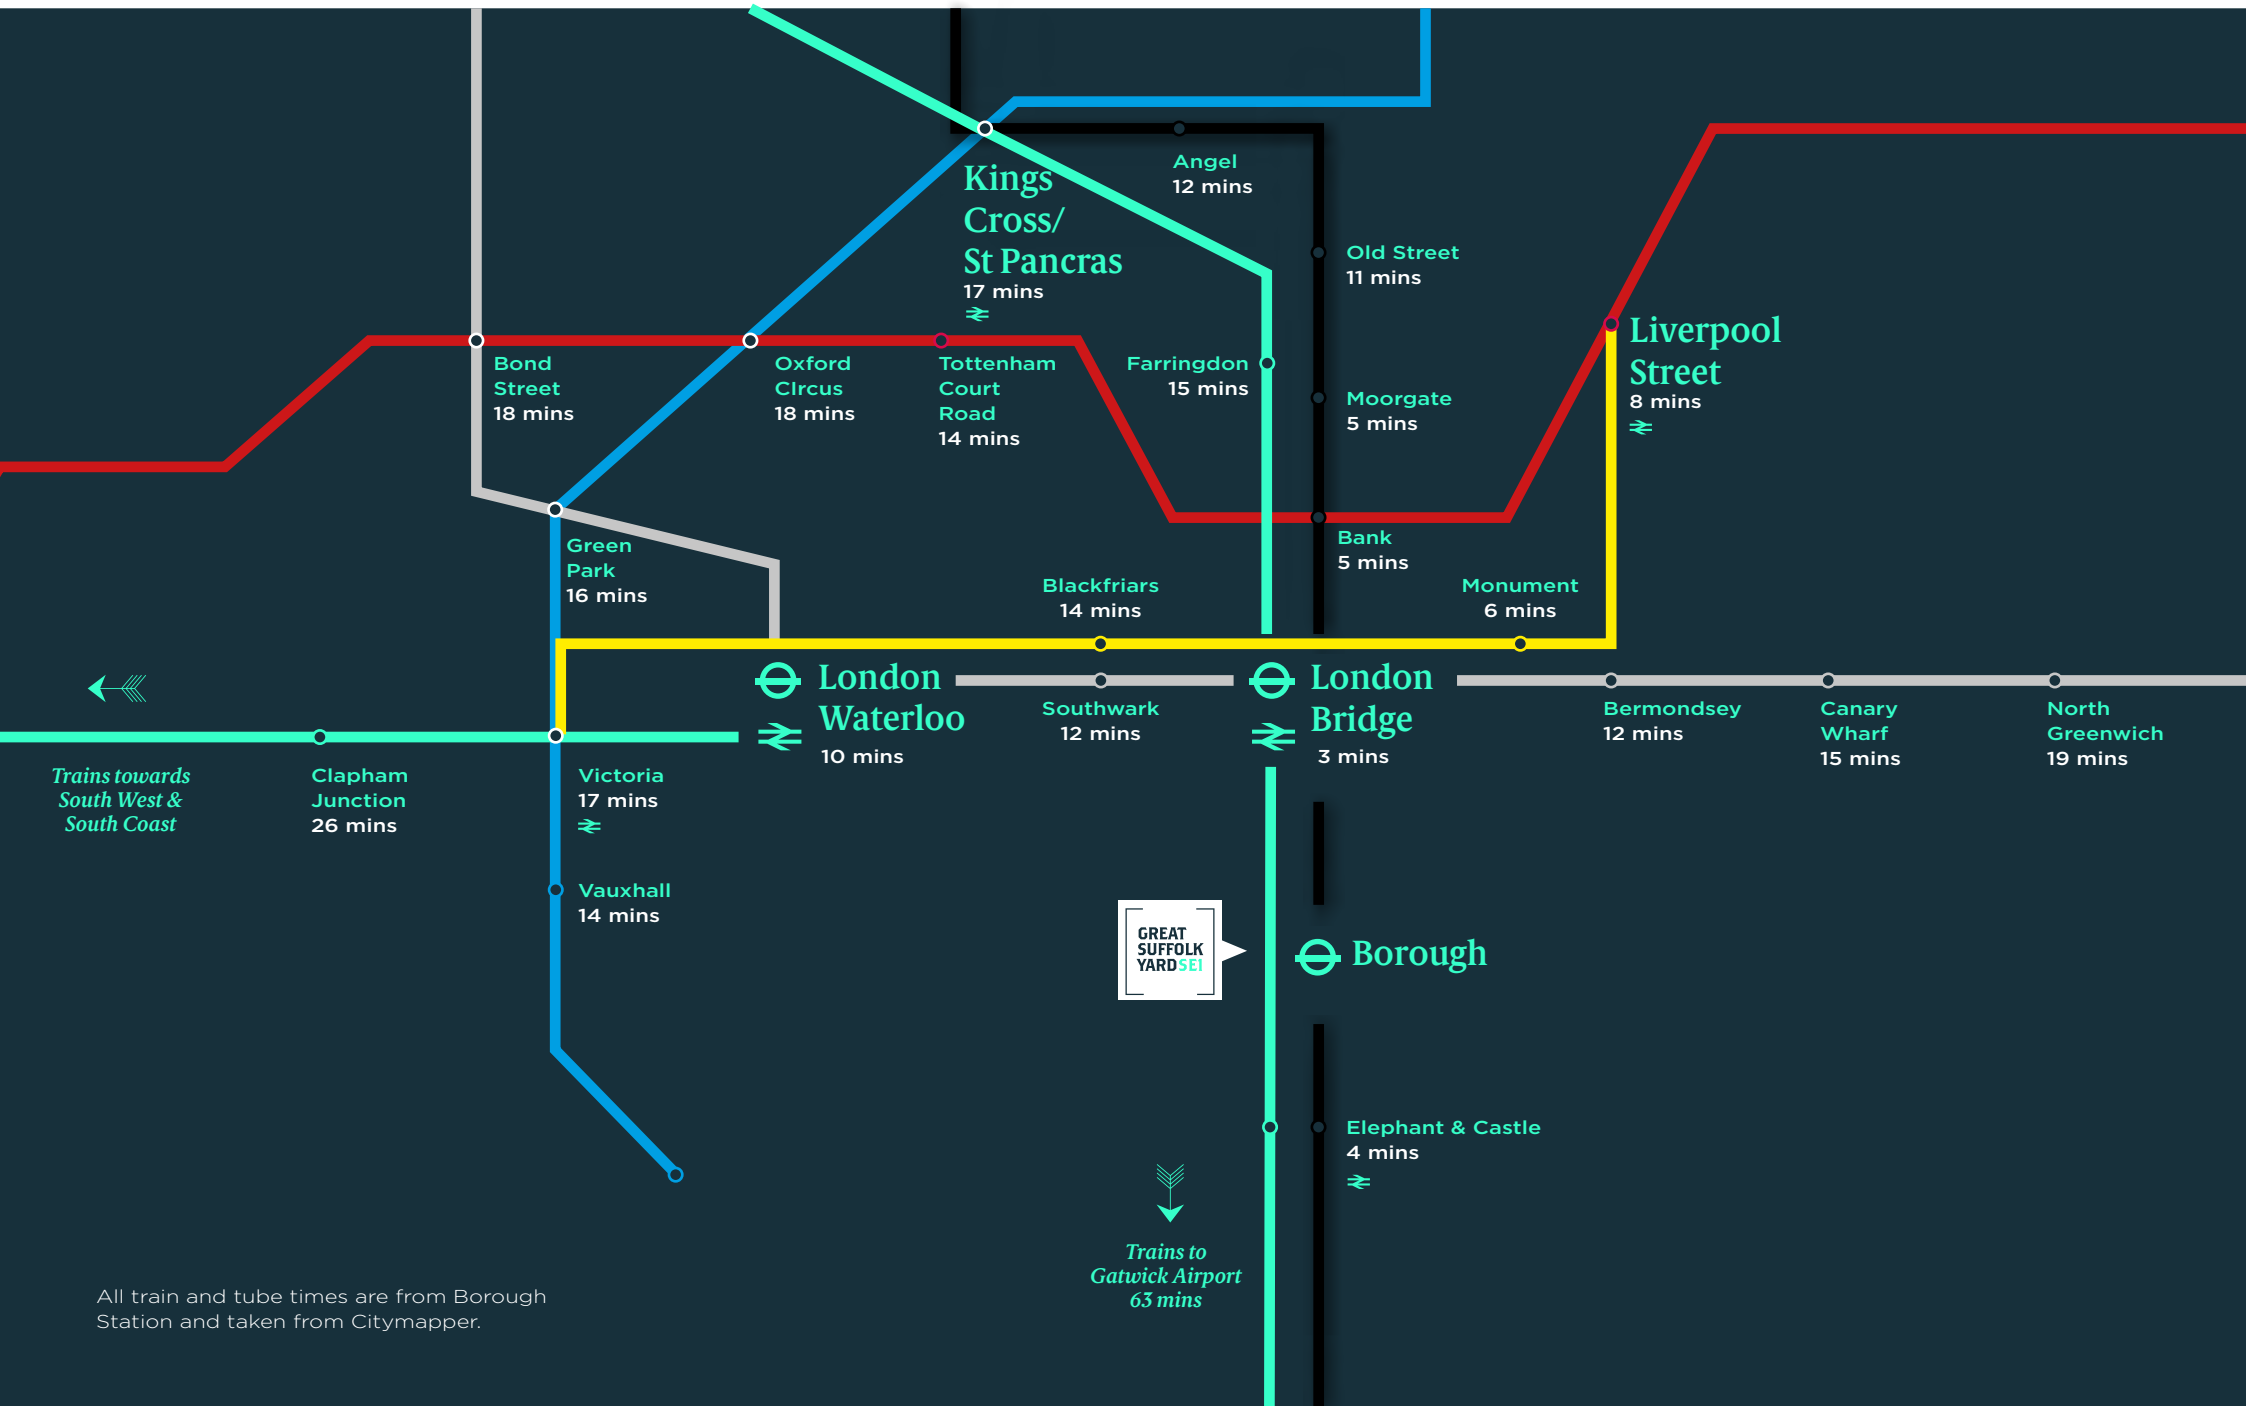 Angel
12 mins
Kings
Cross/
St Pancras
17 mins
Old Street
11 mins
Liverpool
Street
8 mins
Bond
Street
18 mins
Oxford
CIrcus
18 mins
Tottenham
Court
Road
14 mins
Farringdon
15 mins
Moorgate
5 mins
Bank
5 mins
Green
Park
16 mins
Blackfriars
14 mins
Monument
6 mins
London
Waterloo
10 mins
Southwark
12 mins
London
Bridge
3 mins
Bermondsey
12 mins
Canary
Wharf
15 mins
North
Greenwich
19 mins
Trains towards
South West &
South Coast
Clapham
Junction
26 mins
Victoria
17 mins
Vauxhall
14 mins
GREAT
SUFFOLK
YARDSE1
Borough
Elephant & Castle
4 mins
Trains to
Gatwick Airport
63 mins
All train and tube times are from Borough
Station and taken from Citymapper.